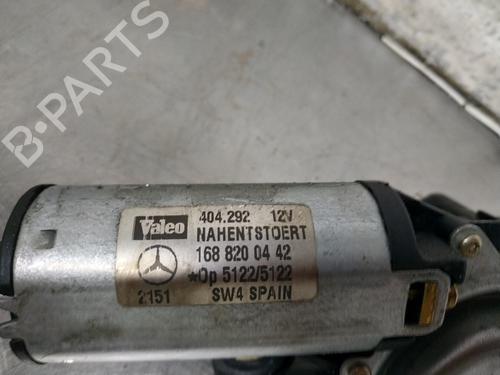 B-PARTS
Valeo 404.292 12V
NAHENTSTOERT
168 820 04 42
*Op 5122/5122
2151 SW4 SPAIN